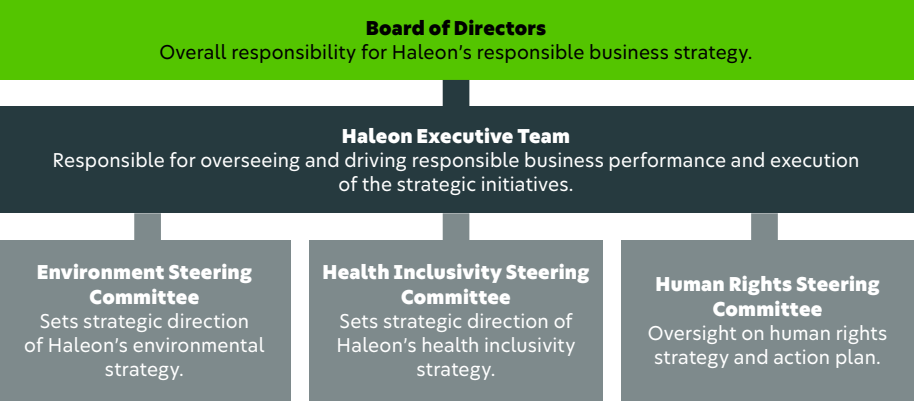 Board of Directors
Overall responsibility for Haleon’s responsible business strategy.
Haleon Executive Team
Responsible for overseeing and driving responsible business performance and execution
of the strategic initiatives.
Environment Steering
Committee
Sets strategic direction
of Haleon’s environmental
strategy.
Health Inclusivity Steering
Committee
Sets strategic direction of
Haleon’s health inclusivity
strategy.
Human Rights Steering
Committee
Oversight on human rights
strategy and action plan.